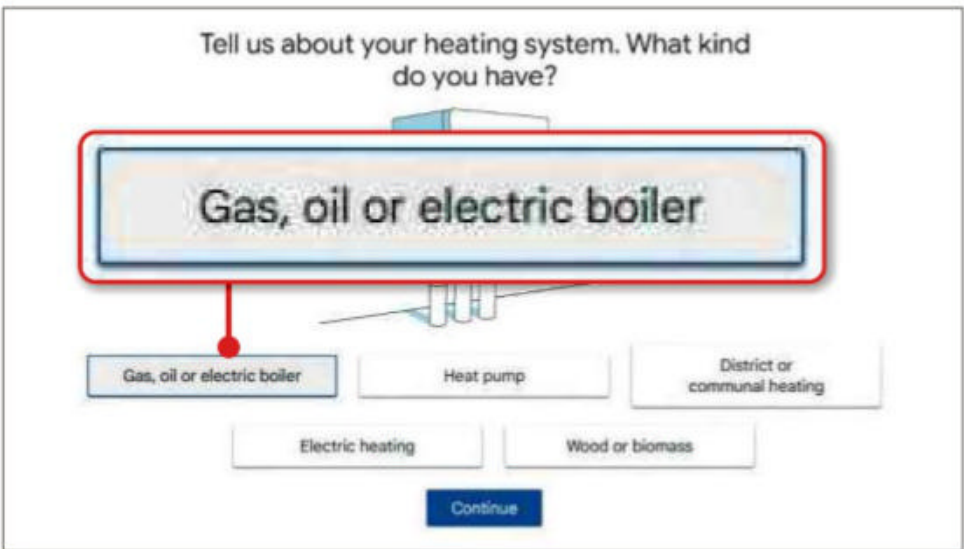 Tell us about your heating system. What kind
do you have?
Gas, oil or electric boiler
Gas, oil or electric boiler
Heat pump
District or
communal heating
Electric heating
Wood or biomass
Continue